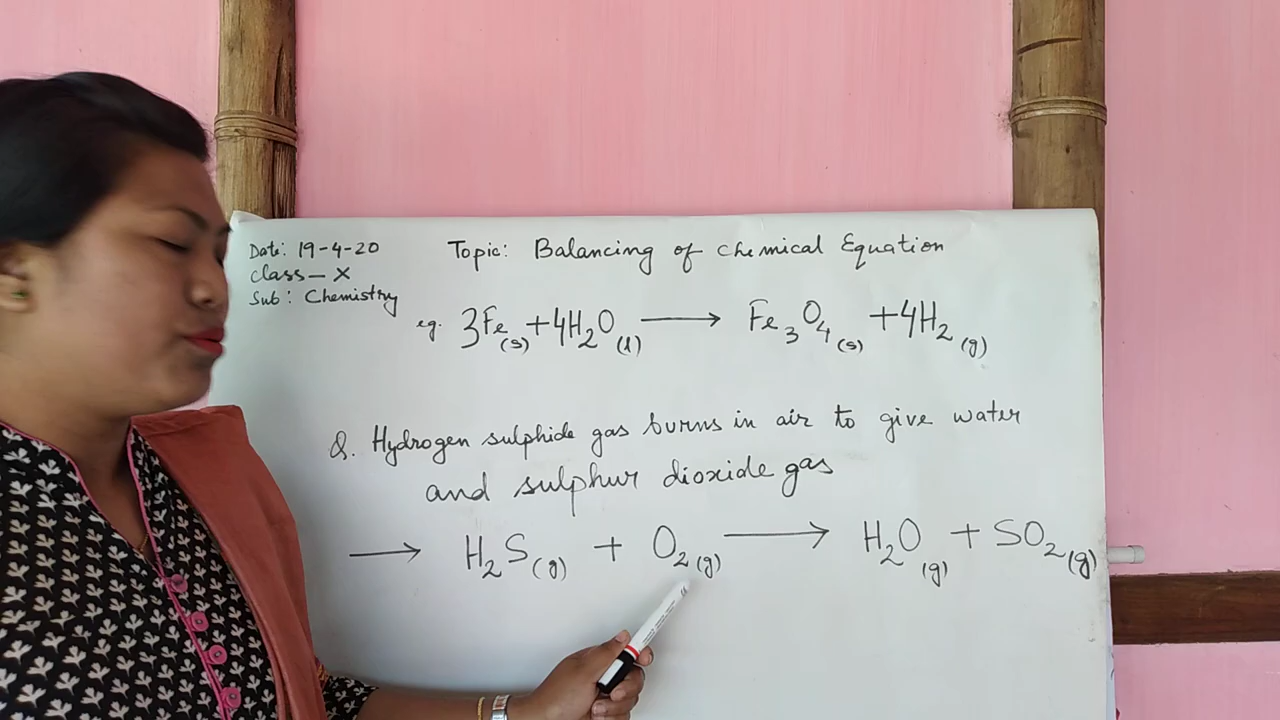 Date: 19-4-20
Topic: Balancing of chemical Equation
class - X
Sub: Chemistry
eg. 3Fe(s) + 4H₂O(l) ⟶ Fe₃O₄(s) + 4H₂(g)
Q. Hydrogen sulphide gas burns in air to give water
and sulphur dioxide gas
⟶ H₂S(g) + O₂(g) ⟶ H₂O(g) + SO₂(g)